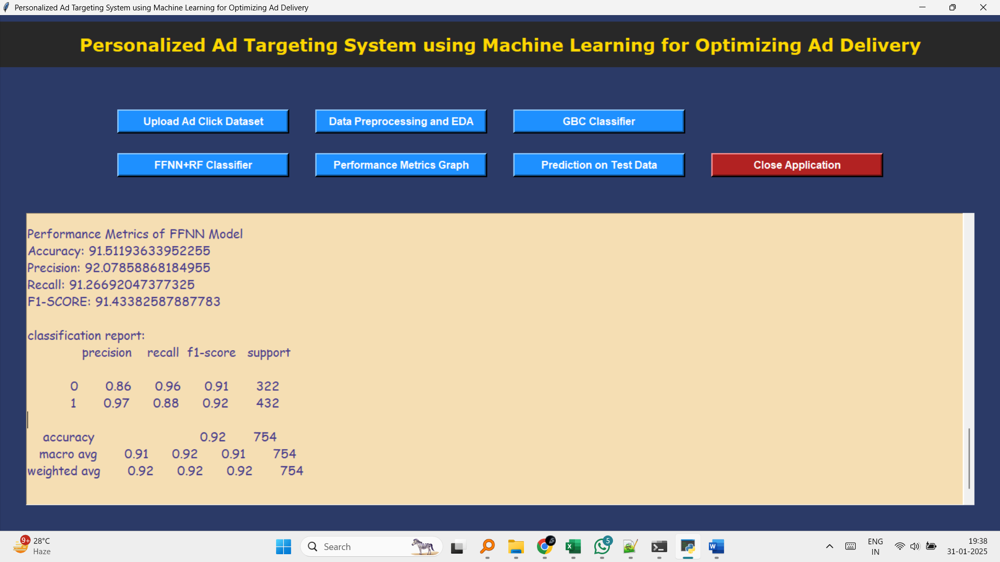 Personalized Ad Targeting System using Machine Learning for Optimizing Ad Delivery
Personalized Ad Targeting System using Machine Learning for Optimizing Ad Delivery
Upload Ad Click Dataset
Data Preprocessing and EDA
GBC Classifier
FFNN+RF Classifier
Performance Metrics Graph
Prediction on Test Data
Close Application
Performance Metrics of FFNN Model
Accuracy: 91.51193633952255
Precision: 92.07858868184955
Recall: 91.26692047377325
F1-SCORE: 91.43382587887783
classification report:
precision recall f1-score support
0 0.86 0.96 0.91 322
1 0.97 0.88 0.92 432
accuracy 0.92 754
macro avg 0.91 0.92 0.91 754
weighted avg 0.92 0.92 0.92 754
9+
28°C
Haze
Search
5
ENG
IN
19:38
31-01-2025